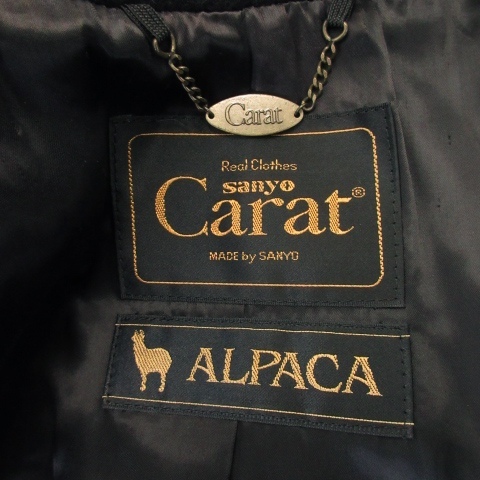 Carat
Real Clothes
sanyo
Carat®
MADE by SANYO
ALPACA